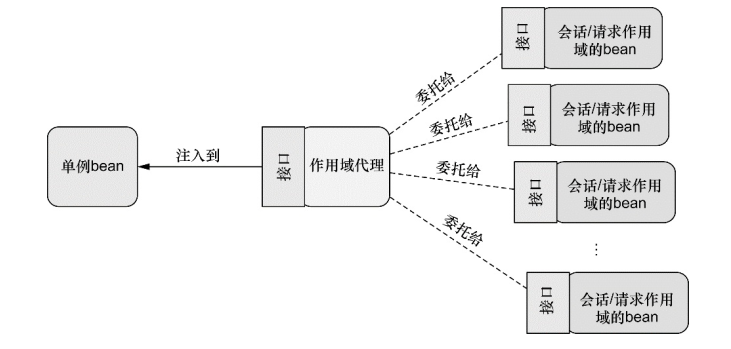 单例bean
注入到
接口
作用域代理
委托给
委托给
委托给
委托给
接口
会话/请求作用
域的bean
接口
会话/请求作用
域的bean
接口
会话/请求作用
域的bean
⋮
接口
会话/请求作用
域的bean